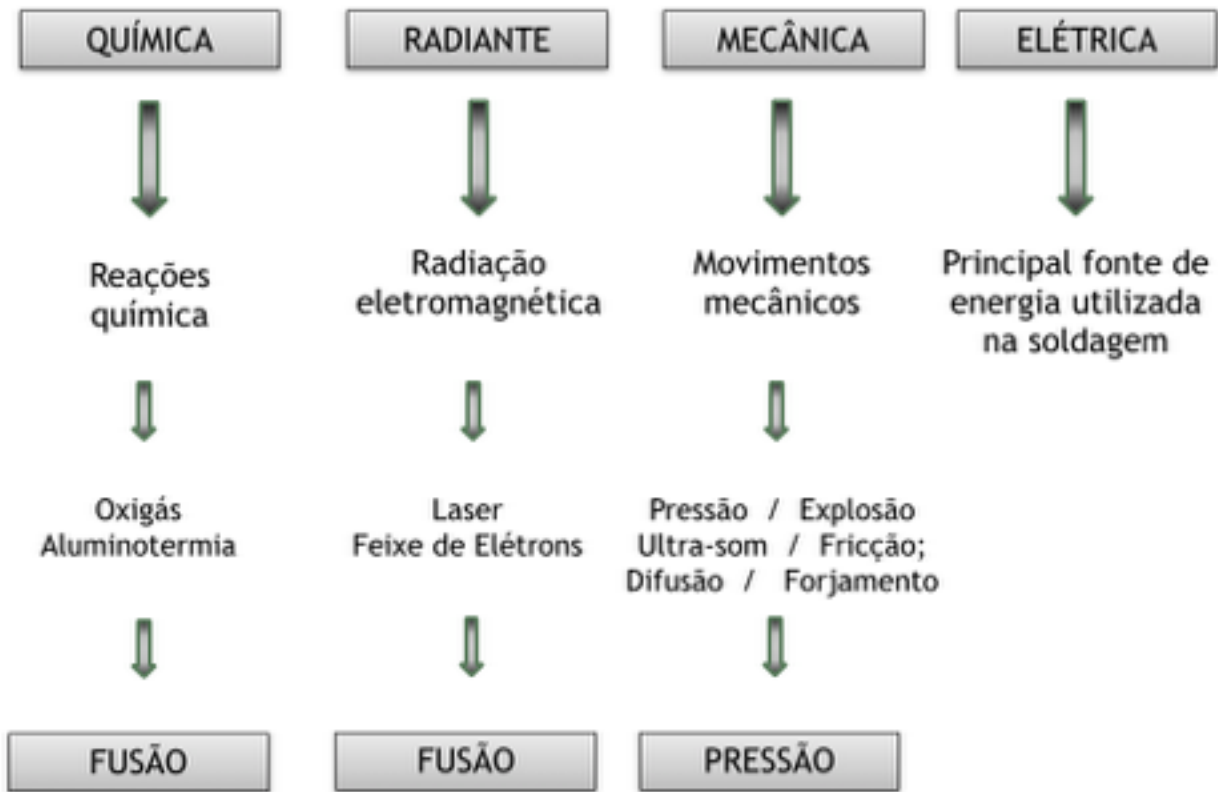 QUÍMICA
RADIANTE
MECÂNICA
ELÉTRICA
Reações
química
Radiação
eletromagnética
Movimentos
mecânicos
Principal fonte de
energia utilizada
na soldagem
Oxigás
Aluminotermia
Laser
Feixe de Elétrons
Pressão / Explosão
Ultra-som / Fricção;
Difusão / Forjamento
FUSÃO
FUSÃO
PRESSÃO